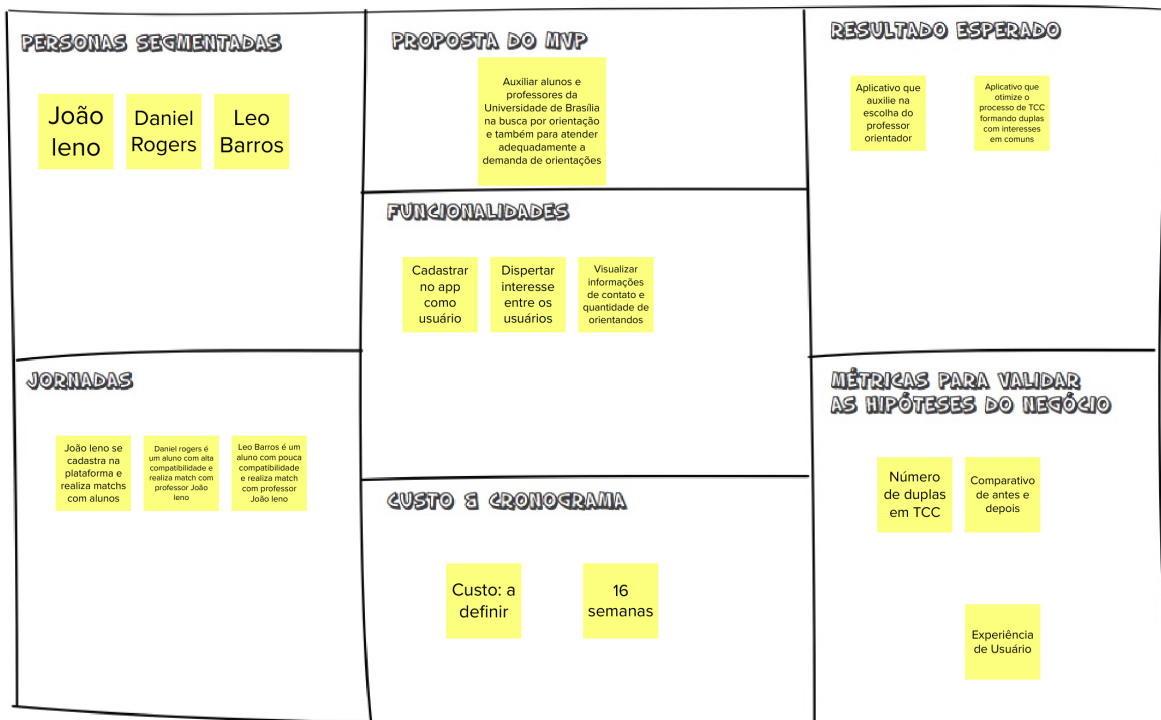 PERSONAS SEGMENTADAS
João
leno
Daniel
Rogers
Leo
Barros
PROPOSTA DO MVP
Auxiliar alunos e
professores da
Universidade de Brasília
na busca por orientação
e também para atender
adequadamente a
demanda de orientações
RESULTADO ESPERADO
Aplicativo que
auxilie na
escolha do
professor
orientador
Aplicativo que
otimize o
processo de TCC
formando duplas
com interesses
em comuns
FUNCIONALIDADES
Cadastrar
no app
como
usuário
Dispertar
interesse
entre os
usuários
Visualizar
informações
de contato e
quantidade de
orientandos
JORNADAS
João leno se
cadastra na
plataforma e
realiza matchs
com alunos
Daniel rogers é
um aluno com alta
compatibilidade e
realiza match com
professor João
leno
Leo Barros é um
aluno com pouca
compatibilidade
e realiza match
com professor
João leno
CUSTO & CRONOGRAMA
Custo: a
definir
16
semanas
MÉTRICAS PARA VALIDAR
AS HIPÓTESES DO NEGÓCIO
Número
de duplas
em TCC
Comparativo
de antes e
depois
Experiência
de Usuário